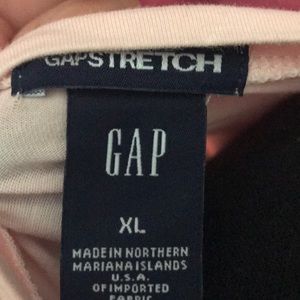 GAPSTRETCH
GAP
XL
MADE IN NORTHERN
MARIANA ISLANDS
U.S.A.
OF IMPORTED
FABRIC